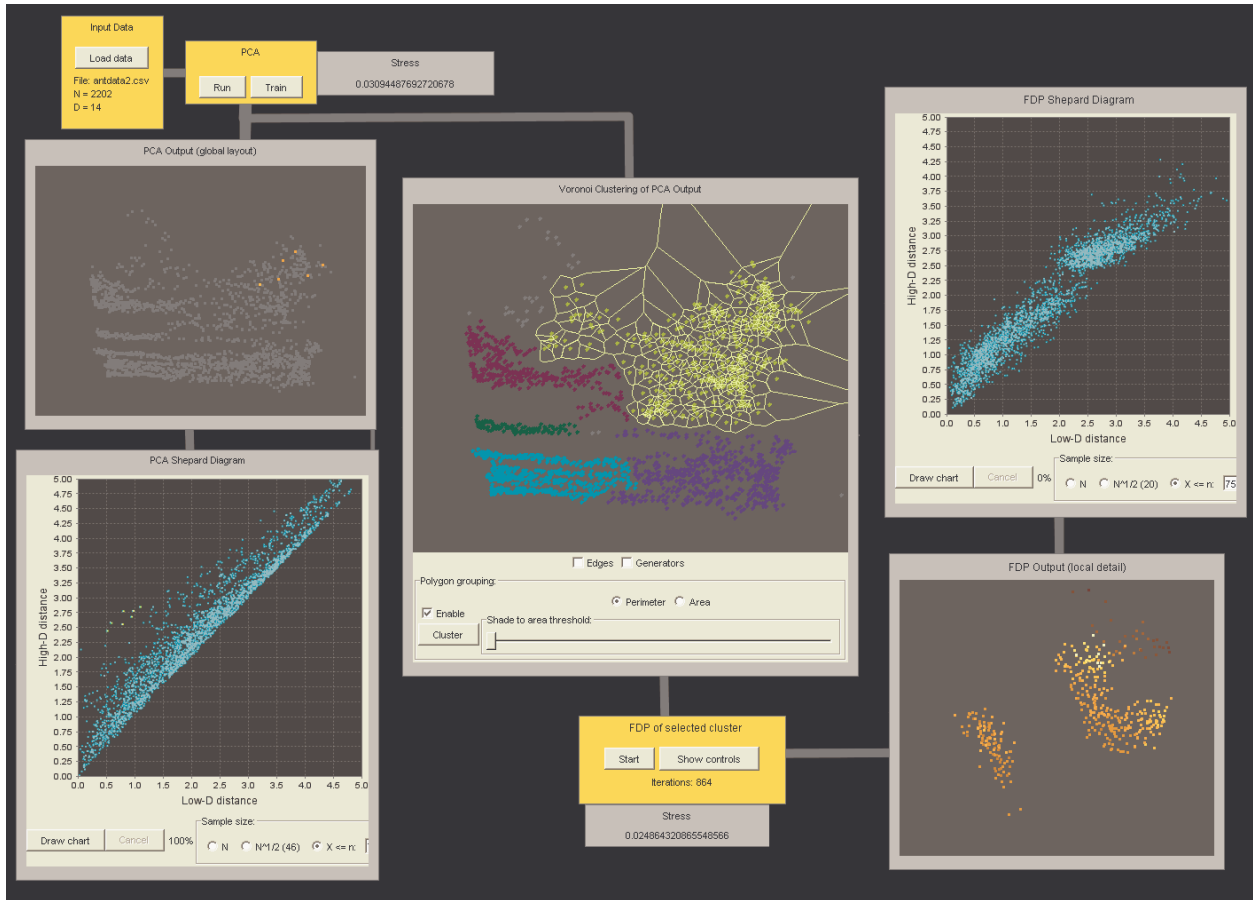 Input Data
Load data
File: antdata2.csv
N = 2202
D = 14
PCA
Run Train
Stress
0.03094487692720678
PCA Output (global layout)
Voronoi Clustering of PCA Output
Edges Generators
Polygon grouping:
Perimeter Area
Enable
Cluster
Shade to area threshold:
FDP Shepard Diagram
5.00
4.75
4.50
4.25
4.00
3.75
3.50
3.25
3.00
2.75
2.50
2.25
2.00
1.75
1.50
1.25
1.00
0.75
0.50
0.25
0.00
High-D distance
0.0 0.5 1.0 1.5 2.0 2.5 3.0 3.5 4.0 4.5 5.0
Low-D distance
Sample size:
Draw chart Cancel 0% N N^1/2 (20) X <= n: 75
PCA Shepard Diagram
5.00
4.75
4.50
4.25
4.00
3.75
3.50
3.25
3.00
2.75
2.50
2.25
2.00
1.75
1.50
1.25
1.00
0.75
0.50
0.25
0.00
High-D distance
0.0 0.5 1.0 1.5 2.0 2.5 3.0 3.5 4.0 4.5 5.0
Low-D distance
Sample size:
Draw chart Cancel 100% N N^1/2 (46) X <= n:
FDP of selected cluster
Start Show controls
Iterations: 864
Stress
0.024864320865548566
FDP Output (local detail)